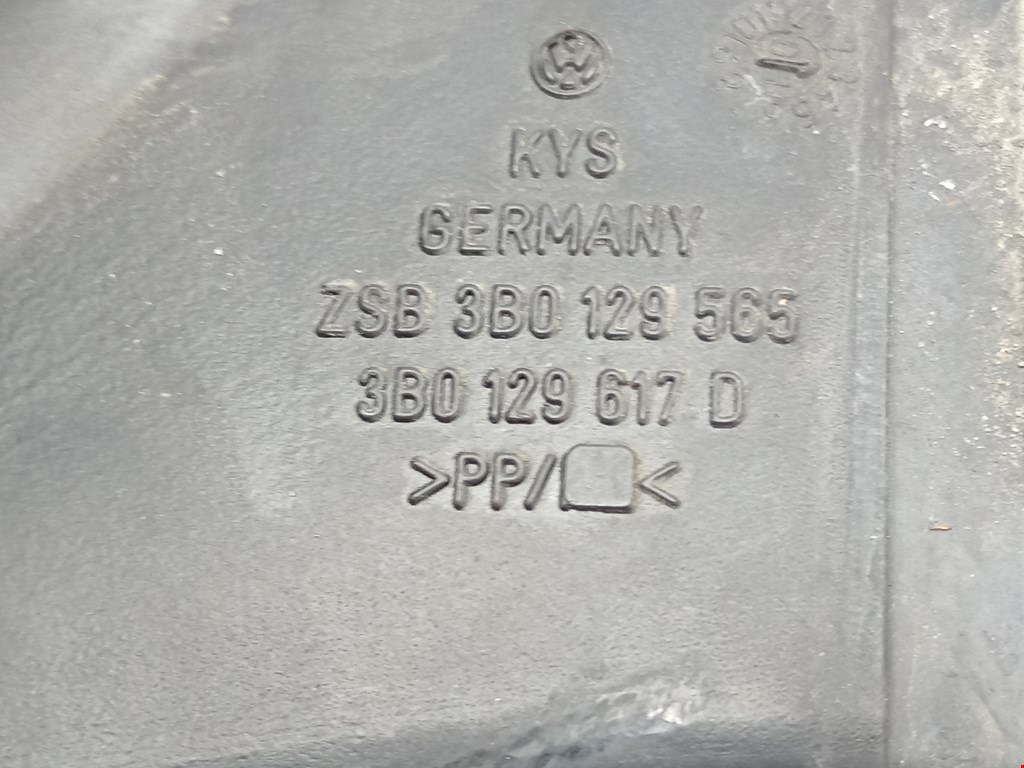 KYS
GERMANY
ZSB 3B0 129 565
3B0 129 617 D
>PP/ <